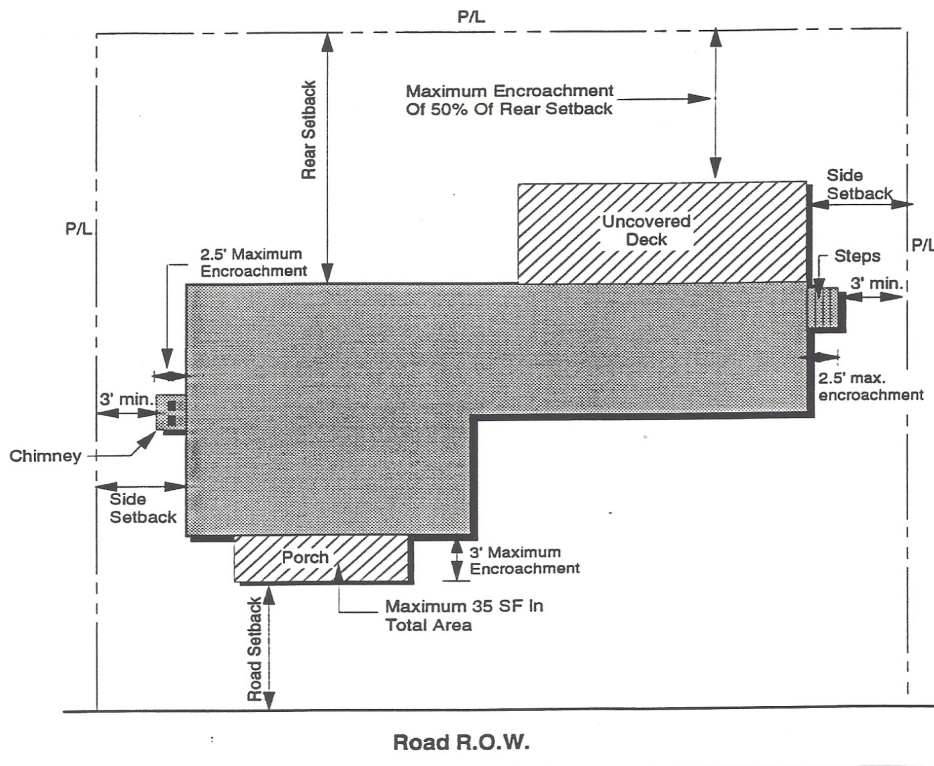 P/L
Rear Setback
Maximum Encroachment
Of 50% Of Rear Setback
Side
Setback
Uncovered
Deck
P/L
P/L
2.5' Maximum
Encroachment
Steps
3' min.
2.5' max.
encroachment
3' min.
Chimney
Side
Setback
Porch
3' Maximum
Encroachment
Maximum 35 SF In
Total Area
Road Setback
Road R.O.W.